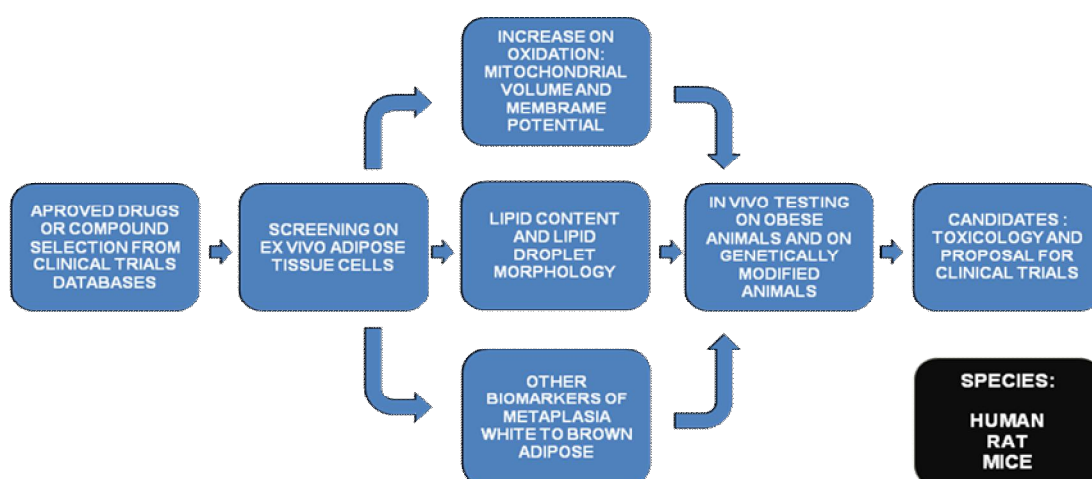 INCREASE ON
OXIDATION:
MITOCHONDRIAL
VOLUME AND
MEMBRAME
POTENTIAL
APROVED DRUGS
OR COMPOUND
SELECTION FROM
CLINICAL TRIALS
DATABASES
SCREENING ON
EX VIVO ADIPOSE
TISSUE CELLS
LIPID CONTENT
AND LIPID
DROPLET
MORPHOLOGY
IN VIVO TESTING
ON OBESE
ANIMALS AND ON
GENETICALLY
MODIFIED
ANIMALS
CANDIDATES :
TOXICOLOGY AND
PROPOSAL FOR
CLINICAL TRIALS
OTHER
BIOMARKERS OF
METAPLASIA
WHITE TO BROWN
ADIPOSE
SPECIES:
HUMAN
RAT
MICE